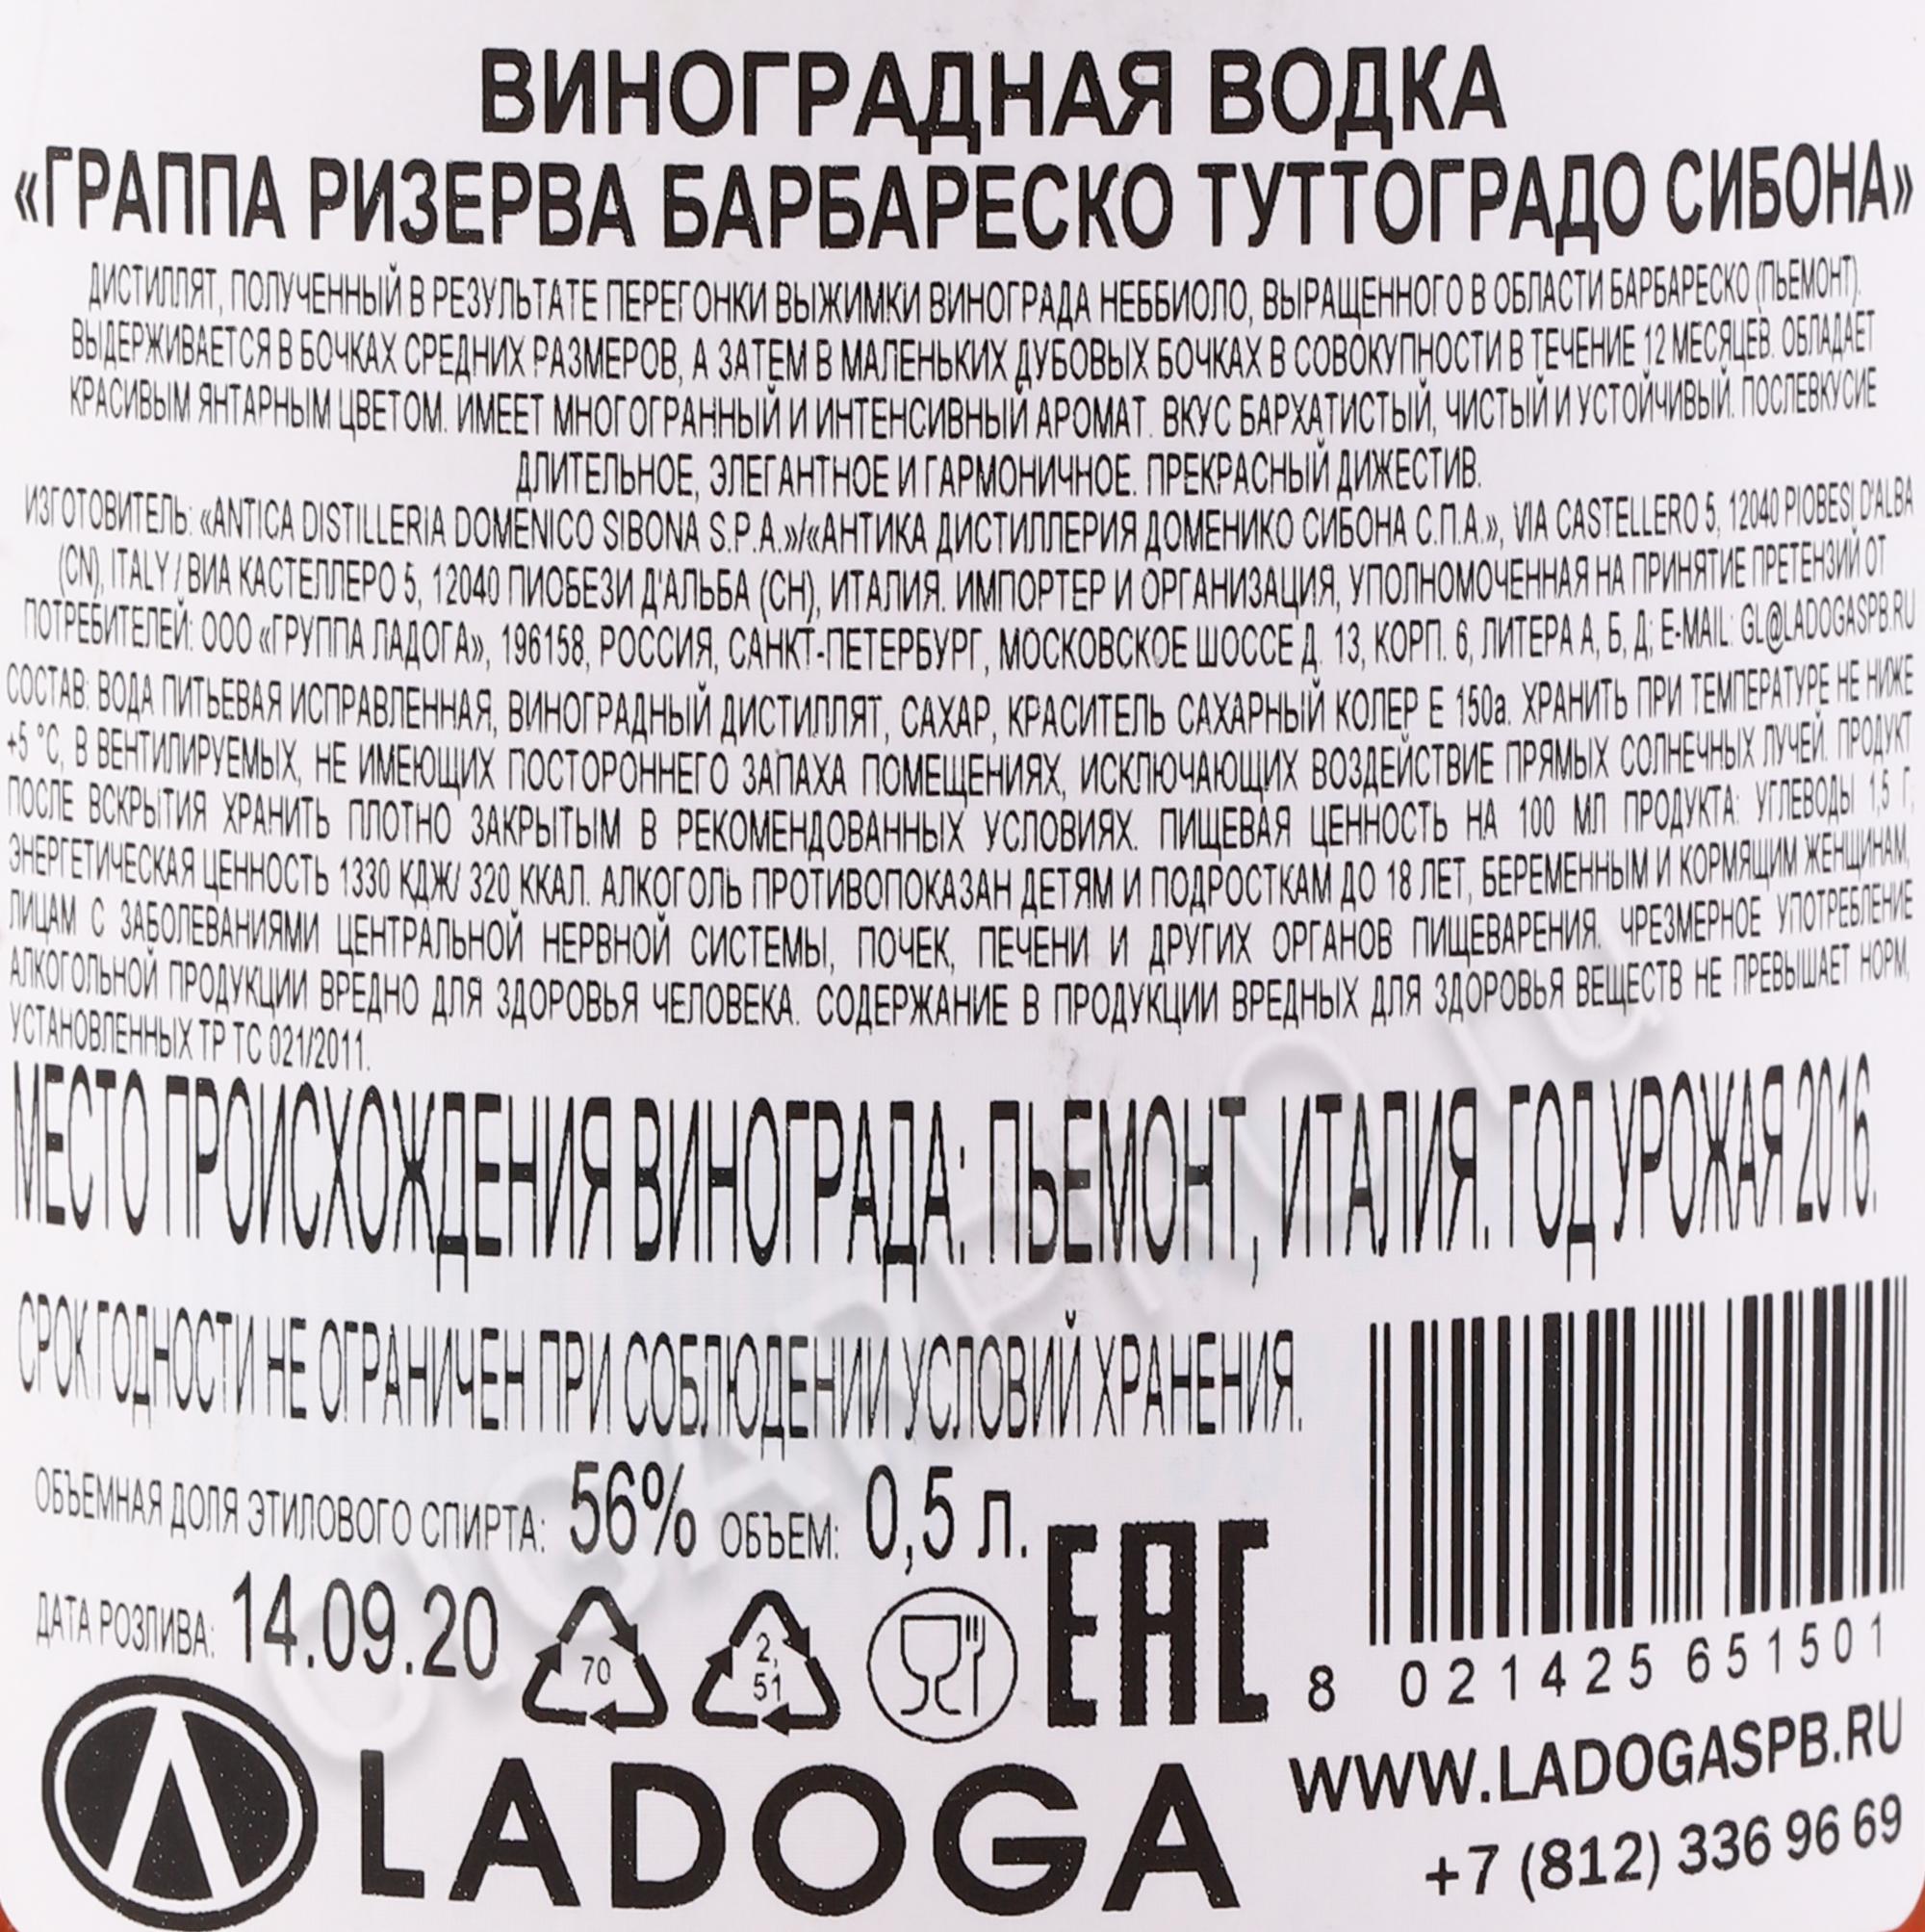 ВИНОГРАДНАЯ ВОДКА
«ГРАППА РИЗЕРВА БАРБАРЕСКО ТУТТОГРАДО СИБОНА»
ДИСТИЛЛЯТ, ПОЛУЧЕННЫЙ В РЕЗУЛЬТАТЕ ПЕРЕГОНКИ ВЫЖИМКИ ВИНОГРАДА НЕББИОЛО, ВЫРАЩЕННОГО В ОБЛАСТИ БАРБАРЕСКО (ПЬЕМОНТ).
ВЫДЕРЖИВАЕТСЯ В БОЧКАХ СРЕДНИХ РАЗМЕРОВ, А ЗАТЕМ В МАЛЕНЬКИХ ДУБОВЫХ БОЧКАХ В СОВОКУПНОСТИ В ТЕЧЕНИЕ 12 МЕСЯЦЕВ. ОБЛАДАЕТ
КРАСИВЫМ ЯНТАРНЫМ ЦВЕТОМ. ИМЕЕТ МНОГОГРАННЫЙ И ИНТЕНСИВНЫЙ АРОМАТ. ВКУС БАРХАТИСТЫЙ, ЧИСТЫЙ И УСТОЙЧИВЫЙ. ПОСЛЕВКУСИЕ
ДЛИТЕЛЬНОЕ, ЭЛЕГАНТНОЕ И ГАРМОНИЧНОЕ. ПРЕКРАСНЫЙ ДИЖЕСТИВ.
ИЗГОТОВИТЕЛЬ: «ANTICA DISTILLERIA DOMENICO SIBONA S.P.A.»/«АНТИКА ДИСТИЛЛЕРИЯ ДОМЕНИКО СИБОНА С.П.А.», VIA CASTELLERO 5, 12040 PIOBESI D'ALBA
(CN), ITALY / ВИА КАСТЕЛЛЕРО 5, 12040 ПИОБЕЗИ Д'АЛЬБА (СН), ИТАЛИЯ. ИМПОРТЕР И ОРГАНИЗАЦИЯ, УПОЛНОМОЧЕННАЯ НА ПРИНЯТИЕ ПРЕТЕНЗИЙ ОТ
ПОТРЕБИТЕЛЕЙ: ООО «ГРУППА ЛАДОГА», 196158, РОССИЯ, САНКТ-ПЕТЕРБУРГ, МОСКОВСКОЕ ШОССЕ Д. 13, КОРП. 6, ЛИТЕРА А, Б, Д; E-MAIL: GL@LADOGASPB.RU
СОСТАВ: ВОДА ПИТЬЕВАЯ ИСПРАВЛЕННАЯ, ВИНОГРАДНЫЙ ДИСТИЛЛЯТ, САХАР, КРАСИТЕЛЬ САХАРНЫЙ КОЛЕР Е 150а. ХРАНИТЬ ПРИ ТЕМПЕРАТУРЕ НЕ НИЖЕ
+5 °С, В ВЕНТИЛИРУЕМЫХ, НЕ ИМЕЮЩИХ ПОСТОРОННЕГО ЗАПАХА ПОМЕЩЕНИЯХ, ИСКЛЮЧАЮЩИХ ВОЗДЕЙСТВИЕ ПРЯМЫХ СОЛНЕЧНЫХ ЛУЧЕЙ. ПРОДУКТ
ПОСЛЕ ВСКРЫТИЯ ХРАНИТЬ ПЛОТНО ЗАКРЫТЫМ В РЕКОМЕНДОВАННЫХ УСЛОВИЯХ. ПИЩЕВАЯ ЦЕННОСТЬ НА 100 МЛ ПРОДУКТА: УГЛЕВОДЫ 1,5 Г,
ЭНЕРГЕТИЧЕСКАЯ ЦЕННОСТЬ 1330 КДЖ/ 320 ККАЛ. АЛКОГОЛЬ ПРОТИВОПОКАЗАН ДЕТЯМ И ПОДРОСТКАМ ДО 18 ЛЕТ, БЕРЕМЕННЫМ И КОРМЯЩИМ ЖЕНЩИНАМ,
ЛИЦАМ С ЗАБОЛЕВАНИЯМИ ЦЕНТРАЛЬНОЙ НЕРВНОЙ СИСТЕМЫ, ПОЧЕК, ПЕЧЕНИ И ДРУГИХ ОРГАНОВ ПИЩЕВАРЕНИЯ. ЧРЕЗМЕРНОЕ УПОТРЕБЛЕНИЕ
АЛКОГОЛЬНОЙ ПРОДУКЦИИ ВРЕДНО ДЛЯ ЗДОРОВЬЯ ЧЕЛОВЕКА. СОДЕРЖАНИЕ В ПРОДУКЦИИ ВРЕДНЫХ ДЛЯ ЗДОРОВЬЯ ВЕЩЕСТВ НЕ ПРЕВЫШАЕТ НОРМ,
УСТАНОВЛЕННЫХ ТР ТС 021/2011.
МЕСТО ПРОИСХОЖДЕНИЯ ВИНОГРАДА: ПЬЕМОНТ, ИТАЛИЯ. ГОД УРОЖАЯ 2016.
СРОК ГОДНОСТИ НЕ ОГРАНИЧЕН ПРИ СОБЛЮДЕНИИ УСЛОВИЙ ХРАНЕНИЯ.
ОБЪЕМНАЯ ДОЛЯ ЭТИЛОВОГО СПИРТА: 56% ОБЪЕМ: 0,5 л.
ДАТА РОЗЛИВА: 14.09.20
70
2,
51
EAC
8 021425 651501
LADOGA
WWW.LADOGASPB.RU
+7 (812) 336 96 69
CIGARPRO.ru